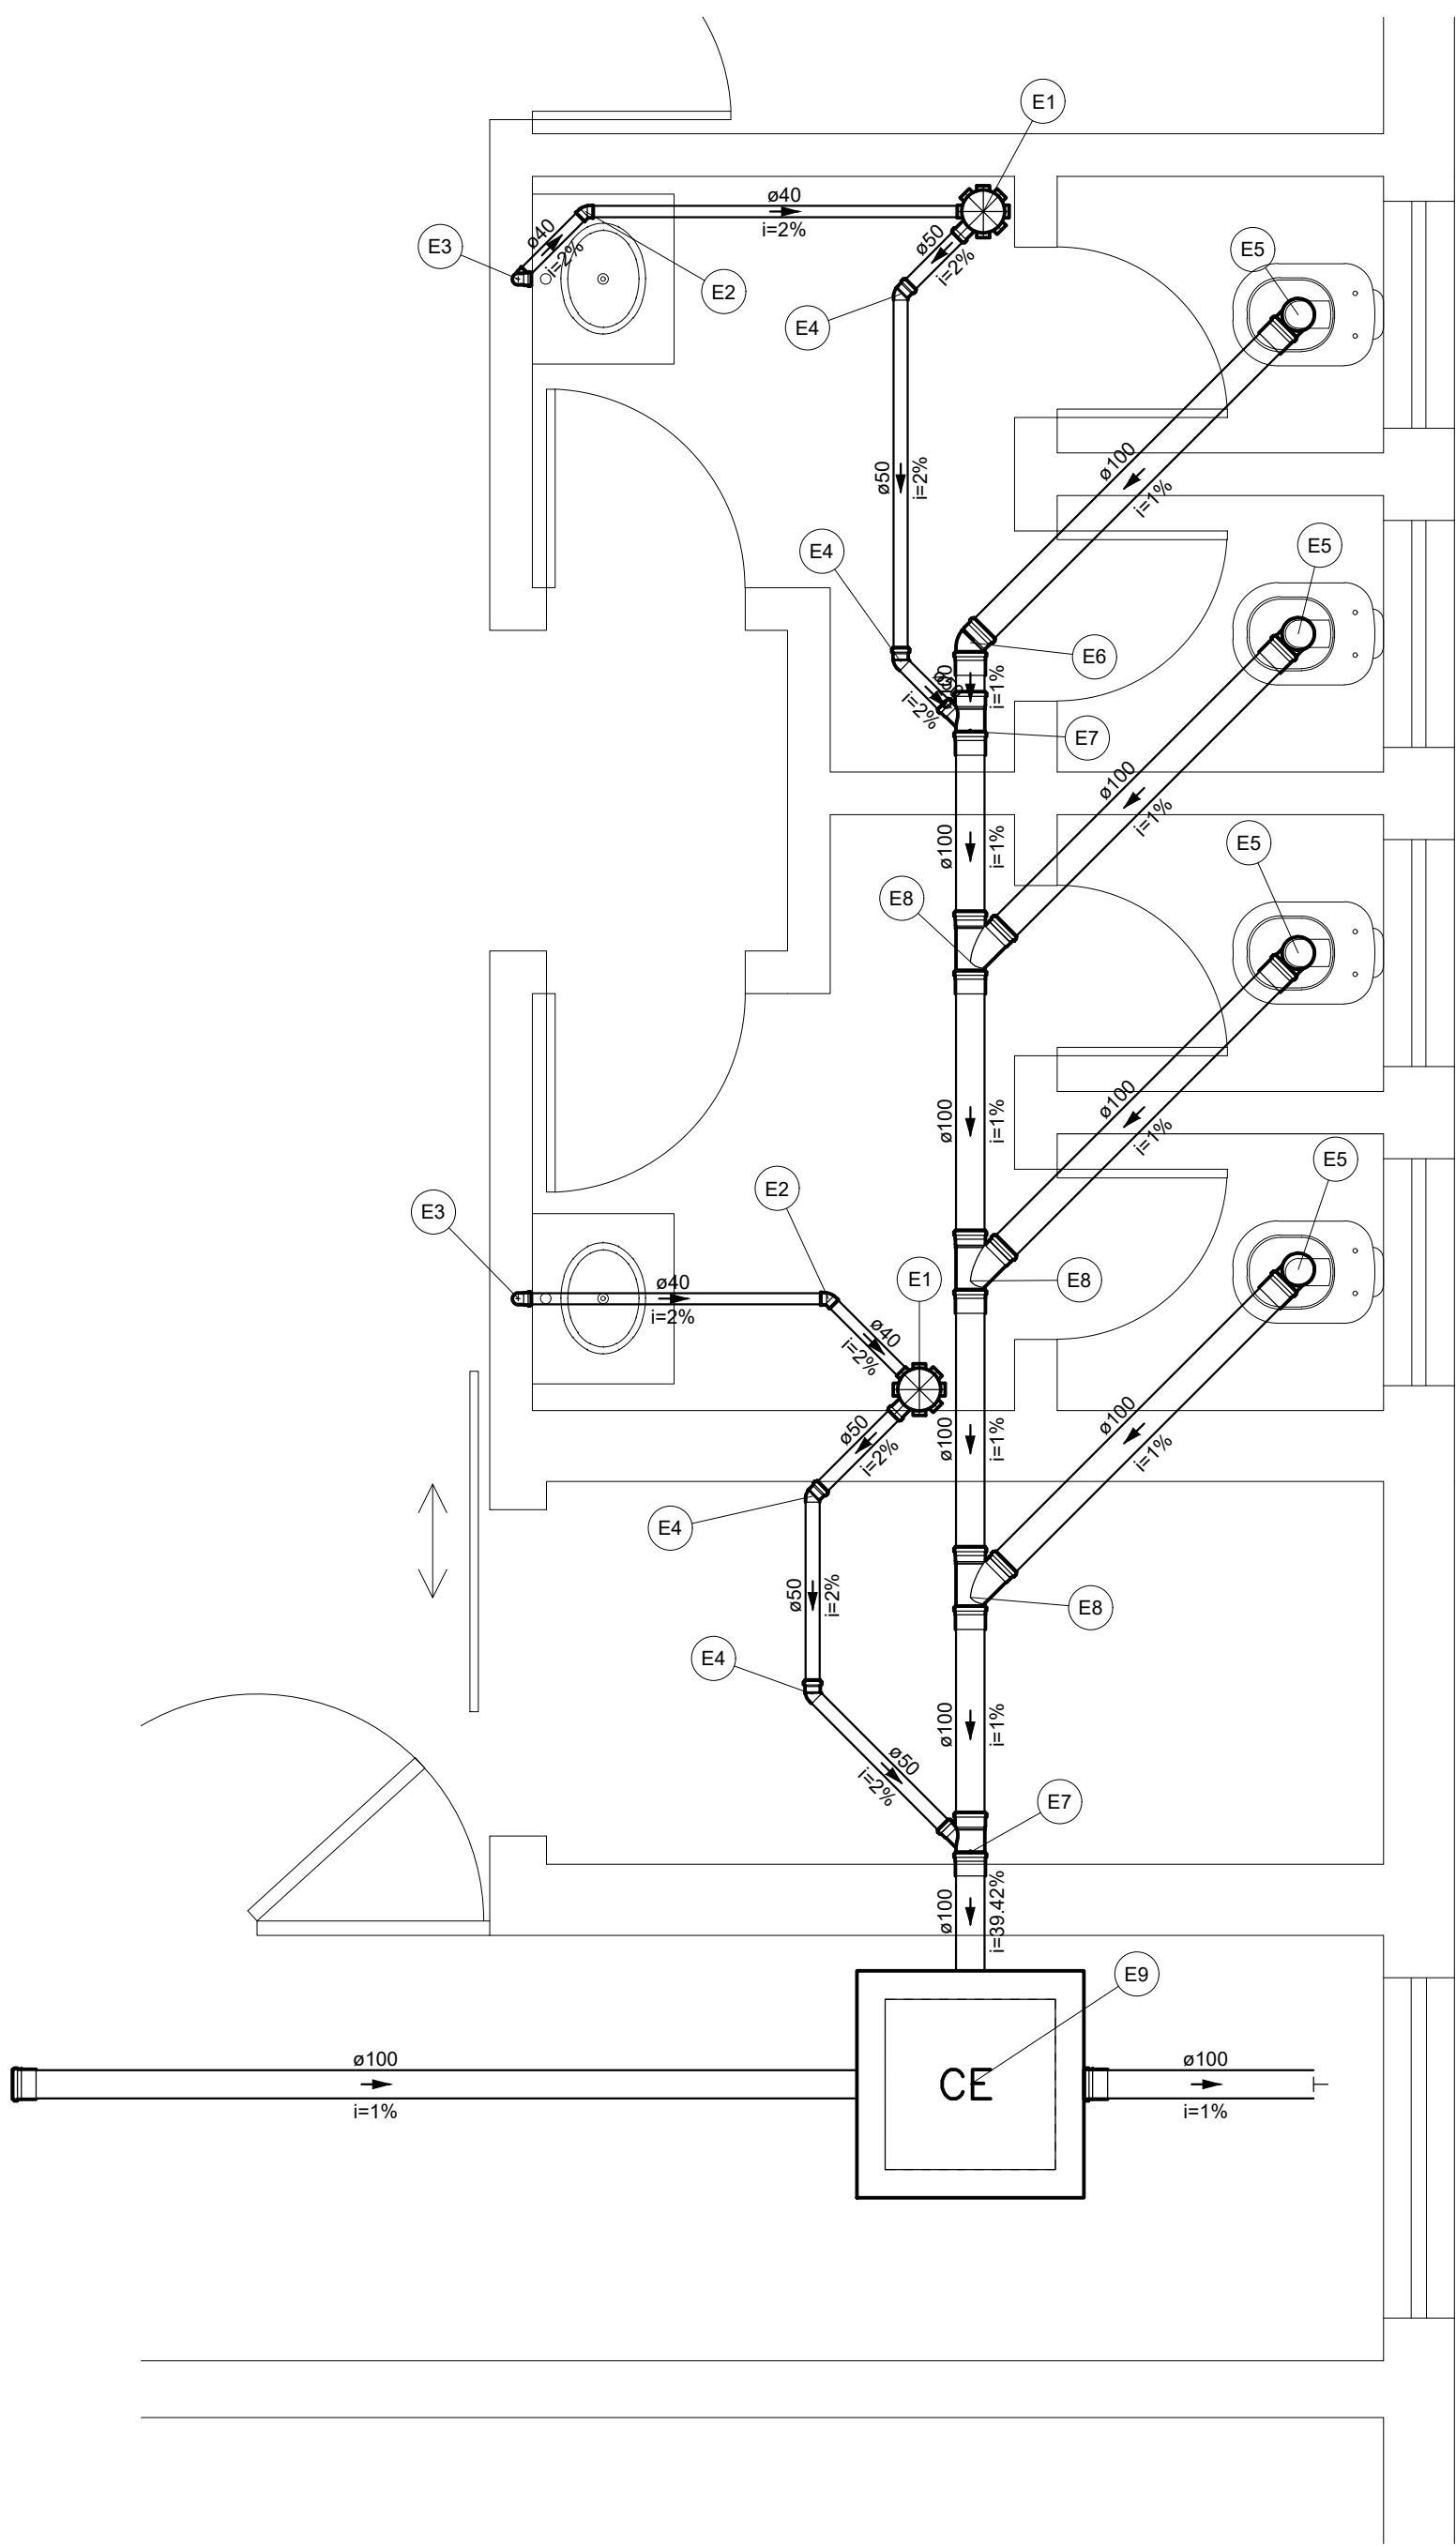 E1
ø40
i=2%
E3
ø40
i=2%
E2
ø50
i=2%
E4
E5
ø50
i=2%
ø100
i=1%
E4
E5
E6
i=1%
i=2%
E7
ø100
i=1%
ø100
i=1%
E5
E8
ø100
i=1%
ø100
i=1%
E5
E2
E3
E1
E8
ø40
i=2%
ø40
i=2%
ø50
i=2%
ø100
i=1%
ø100
i=1%
E4
ø50
i=2%
E8
E4
ø100
i=1%
ø50
i=2%
E7
ø100
i=39.42%
E9
CE
ø100
i=1%
ø100
i=1%